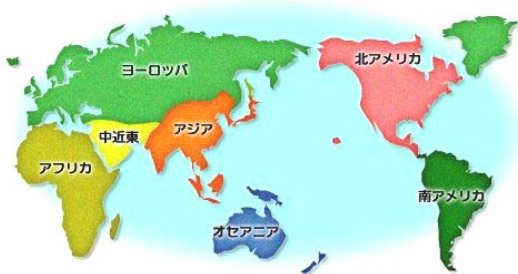 ヨーロッパ
北アメリカ
中近東
アジア
アフリカ
南アメリカ
オセアニア